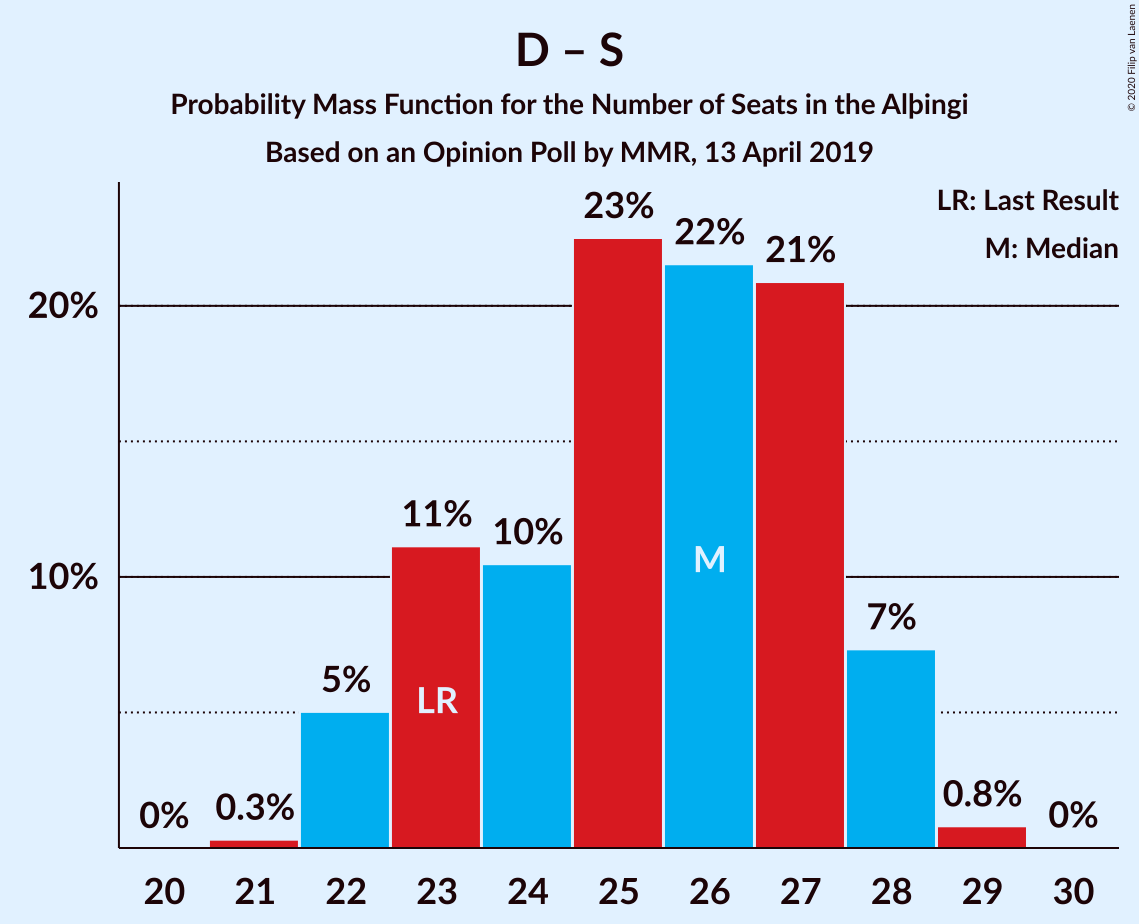 D – S
Probability Mass Function for the Number of Seats in the Alþingi
Based on an Opinion Poll by MMR, 13 April 2019
© 2020 Filip van Laenen
LR: Last Result
M: Median
20%
10%
0%
0.3%
5%
11%
10%
23%
22%
21%
7%
0.8%
0%
LR
M
20 21 22 23 24 25 26 27 28 29 30